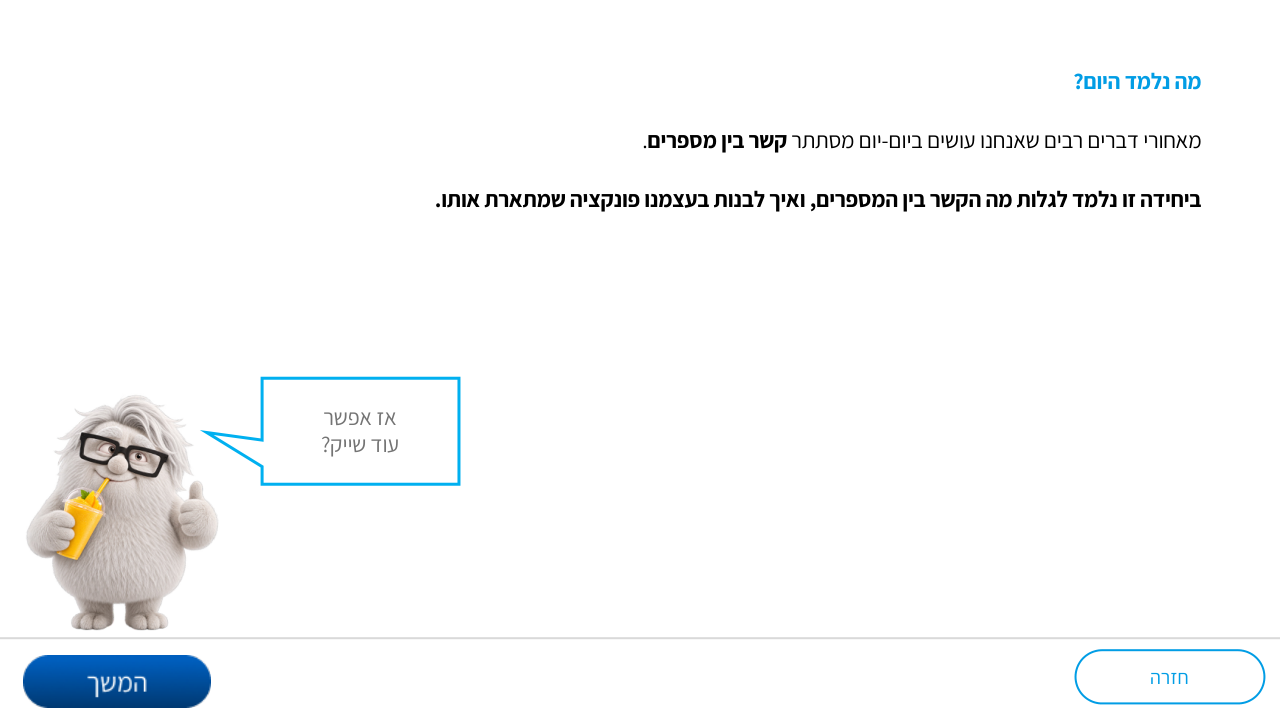 מה נלמד היום?
מאחורי דברים רבים שאנחנו עושים ביום-יום מסתתר קשר בין מספרים.
ביחידה זו נלמד לגלות מה הקשר בין המספרים, ואיך לבנות בעצמנו פונקציה שמתארת אותו.
אז אפשר
עוד שייק?
חזרה
המשך